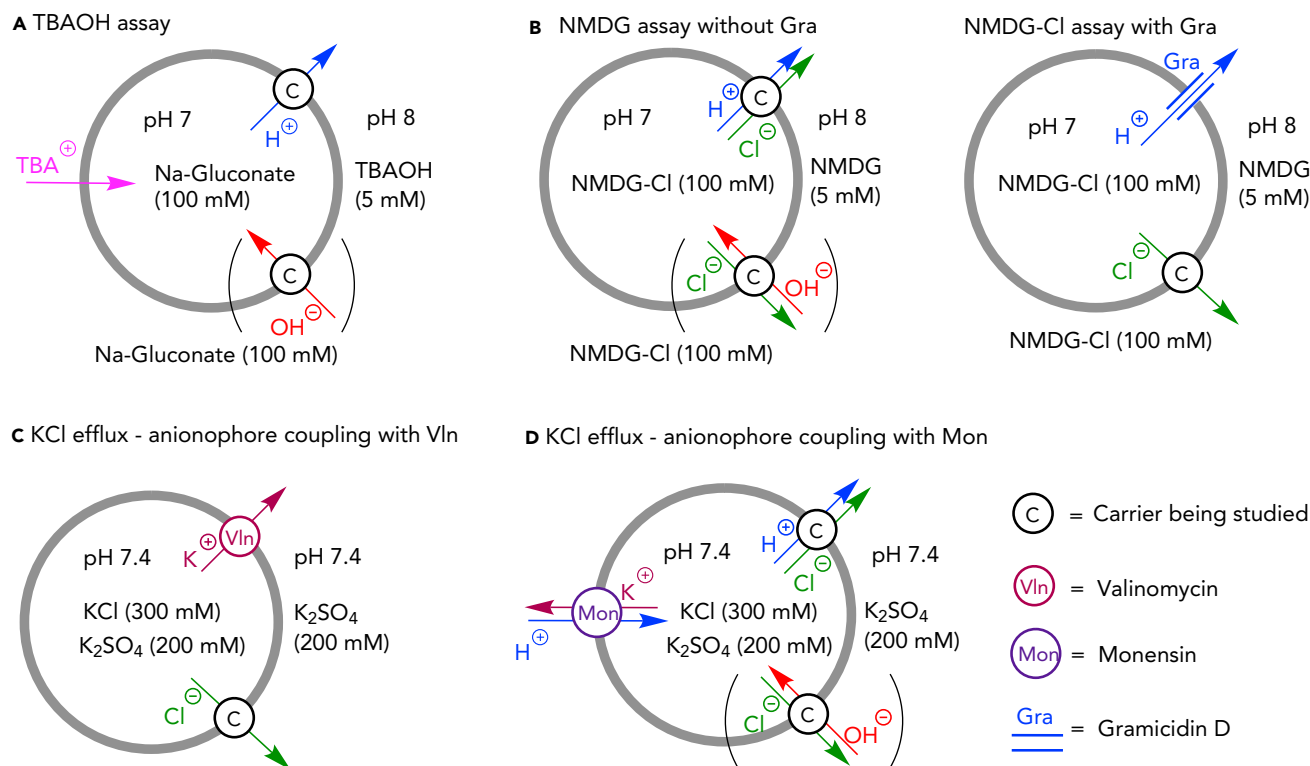 A TBAOH assay
pH 7
pH 8
C
H⊕
TBA⊕
Na-Gluconate
(100 mM)
TBAOH
(5 mM)
C
OH⊖
Na-Gluconate (100 mM)
B NMDG assay without Gra
pH 7
pH 8
C
H⊕
Cl⊖
NMDG-Cl (100 mM)
NMDG
(5 mM)
Cl⊖
C
OH⊖
NMDG-Cl (100 mM)
NMDG-Cl assay with Gra
Gra
pH 7
H⊕
pH 8
NMDG-Cl (100 mM)
NMDG
(5 mM)
Cl⊖
C
NMDG-Cl (100 mM)
C KCl efflux - anionophore coupling with Vln
Vln
K⊕
pH 7.4
pH 7.4
KCl (300 mM)
K₂SO₄ (200 mM)
K₂SO₄
(200 mM)
Cl⊖
C
D KCl efflux - anionophore coupling with Mon
C
H⊕
Cl⊖
pH 7.4
pH 7.4
K⊕
Mon
H⊕
KCl (300 mM)
K₂SO₄ (200 mM)
K₂SO₄
(200 mM)
Cl⊖
C
OH⊖
C = Carrier being studied
Vln = Valinomycin
Mon = Monensin
Gra = Gramicidin D